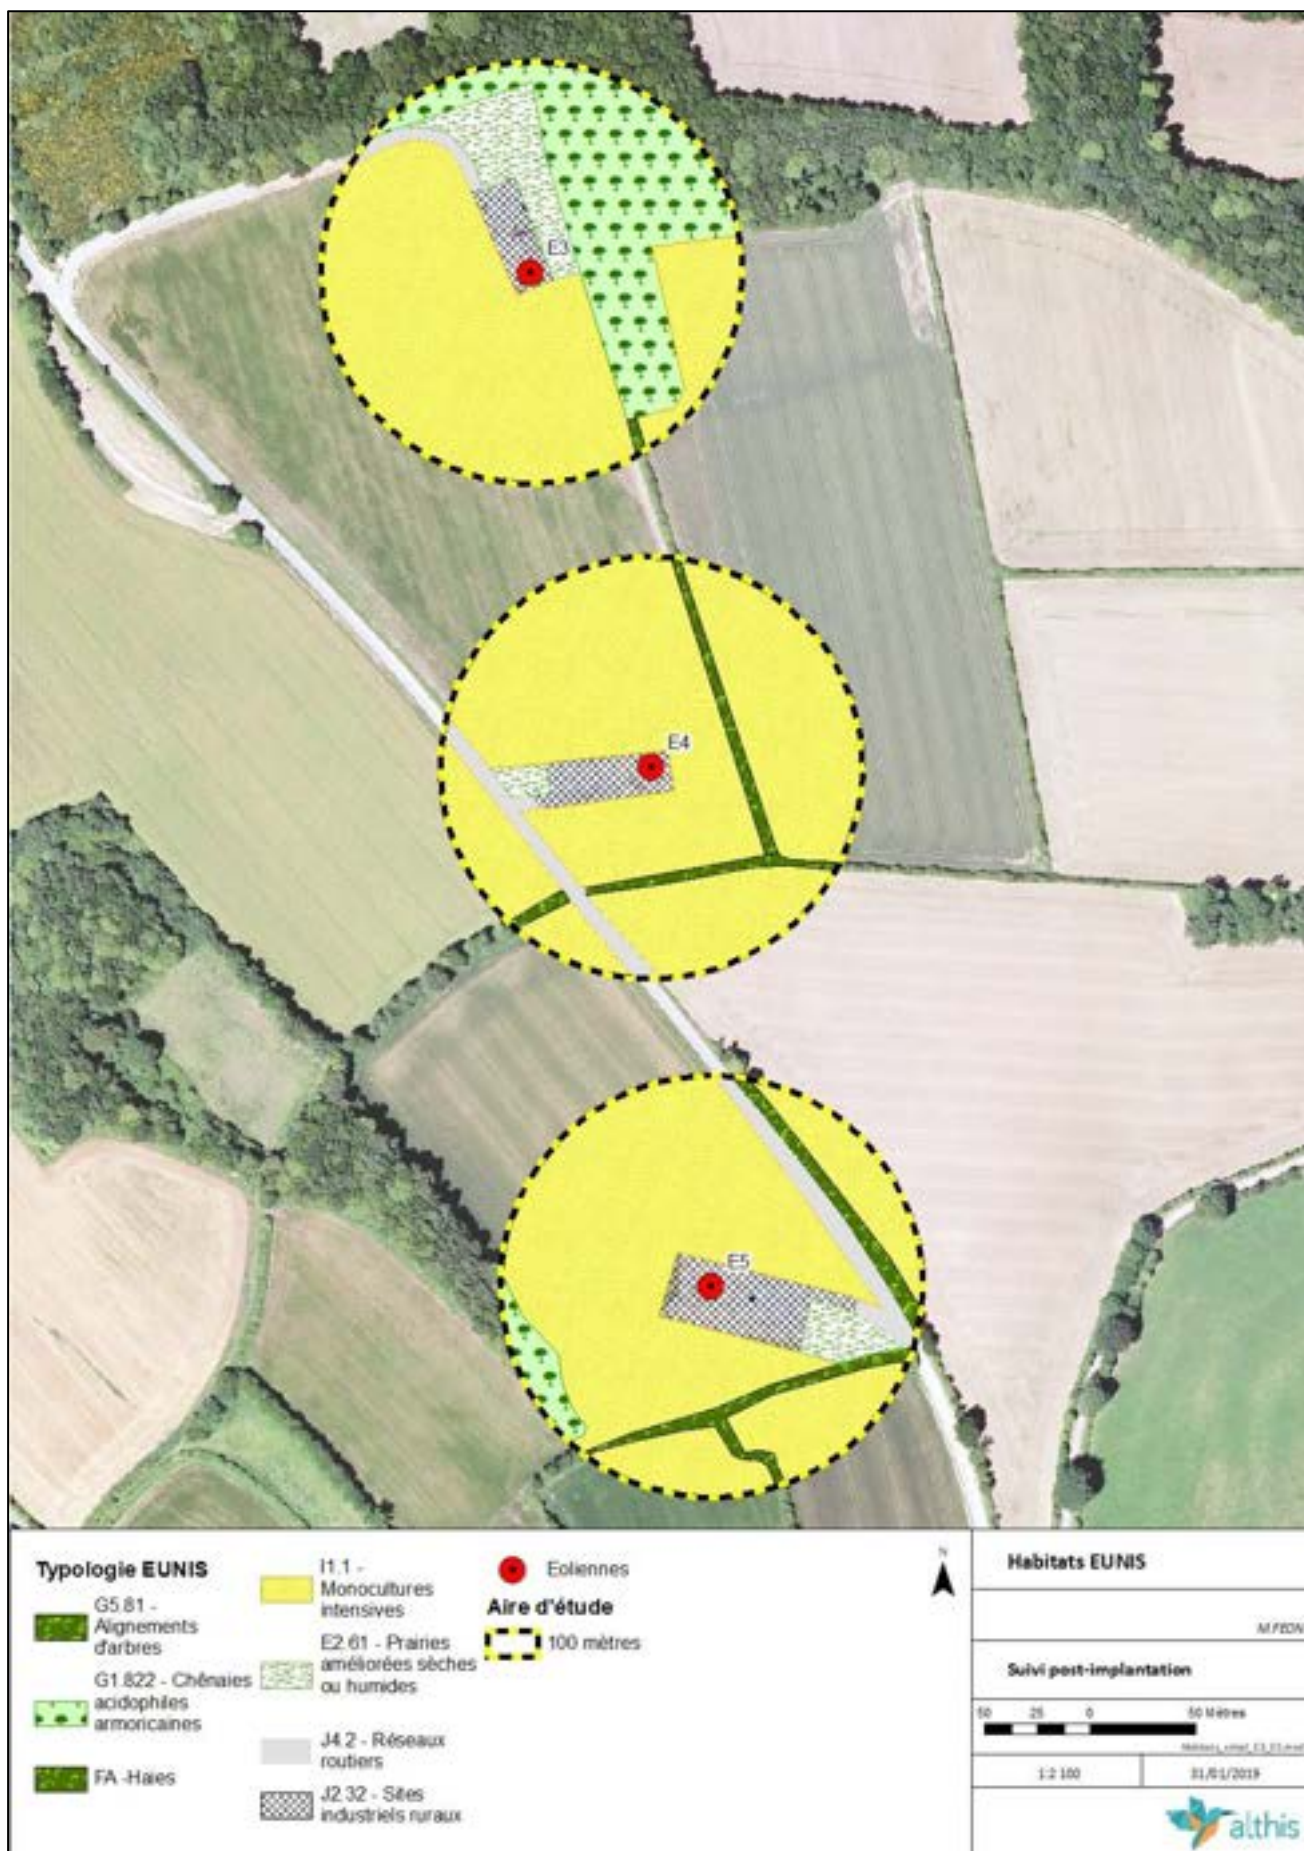 E3
E4
E5
Typologie EUNIS
G5.81 -
Alignements
d'arbres
G1.822 - Chênaies
acidophiles
armoricaines
FA -Haies
I1.1 -
Monocultures
intensives
E2.61 - Prairies
améliorées sèches
ou humides
J4.2 - Réseaux
routiers
J2.32 - Sites
industriels ruraux
Eoliennes
Aire d'étude
100 mètres
N
Habitats EUNIS
Suivi post-implantation
50 25 0 50 Mètres
1:2 100
31/01/2019
althis